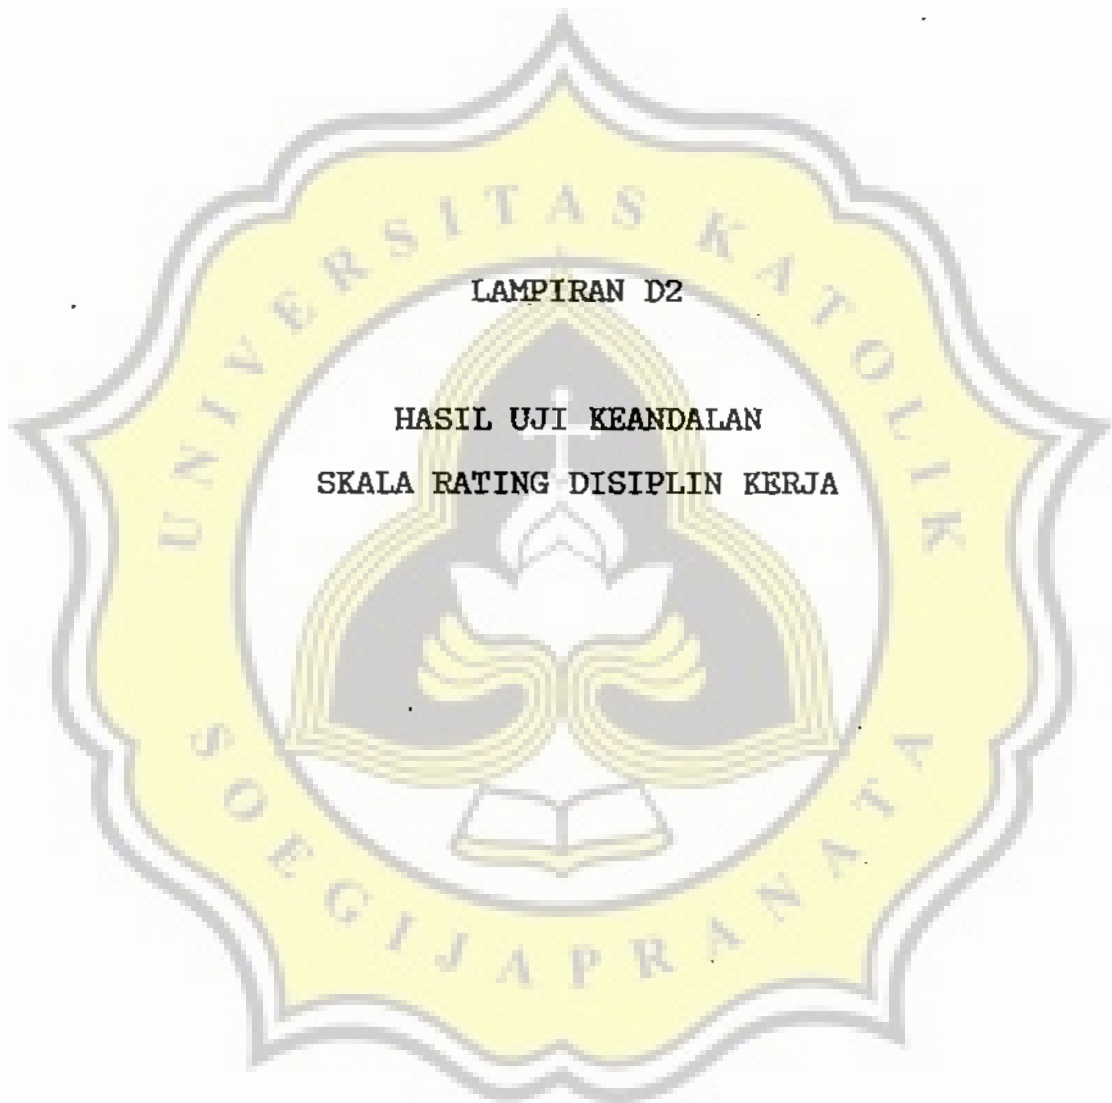 UNIVERSITAS KATOLIK
LAMPIRAN D2
HASIL UJI KEANDALAN
SKALA RATING DISIPLIN KERJA
SOEGIJAPRANATA